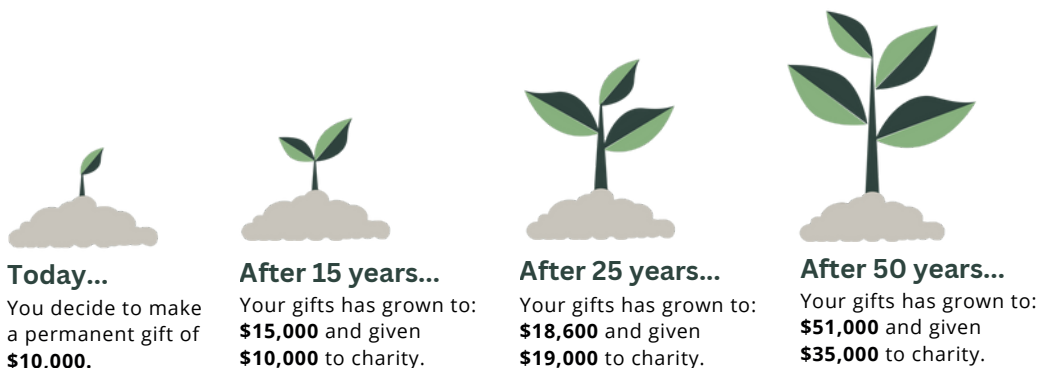 Today...
You decide to make
a permanent gift of
$10,000.
After 15 years...
Your gifts has grown to:
$15,000 and given
$10,000 to charity.
After 25 years...
Your gifts has grown to:
$18,600 and given
$19,000 to charity.
After 50 years...
Your gifts has grown to:
$51,000 and given
$35,000 to charity.